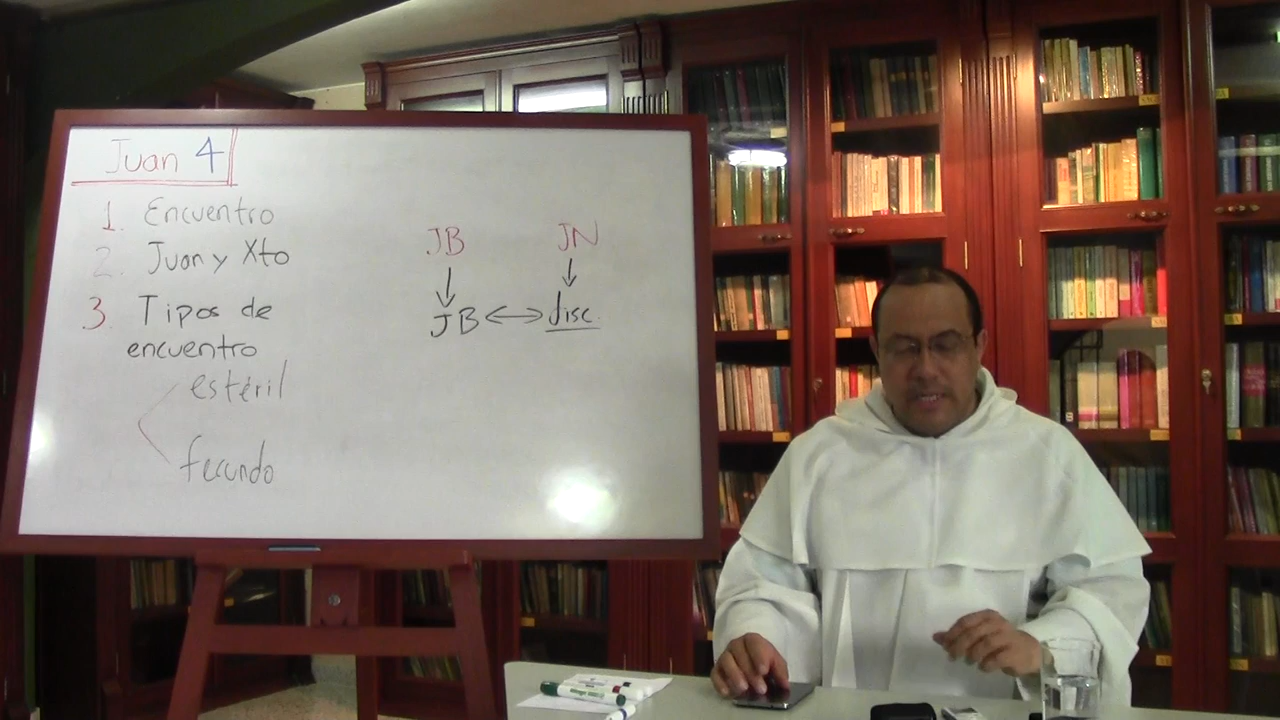 Juan 4
1. Encuentro
2. Juan y Xto
3. Tipos de
encuentro
estéril
fecundo
JB JN
JB disc.